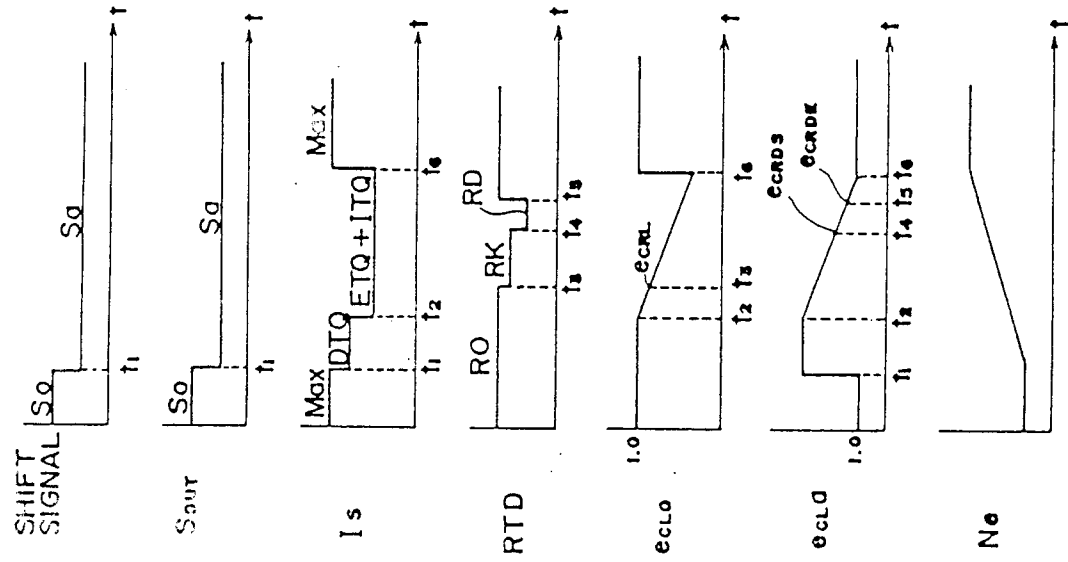 SHIFT
SIGNAL
So
Sa
t1
t
SOUT
So
Sa
t1
t
Is
Max
DTQ
ETQ+ITQ
Max
t1
t2
t6
t
RTD
RO
RK
RD
t3
t4
t5
t
eCLO
1.0
eCRL
t2
t3
t6
t
eCLa
1.0
eCRDS
eCRDK
t1
t2
t4
t5
t6
t
Ne
t